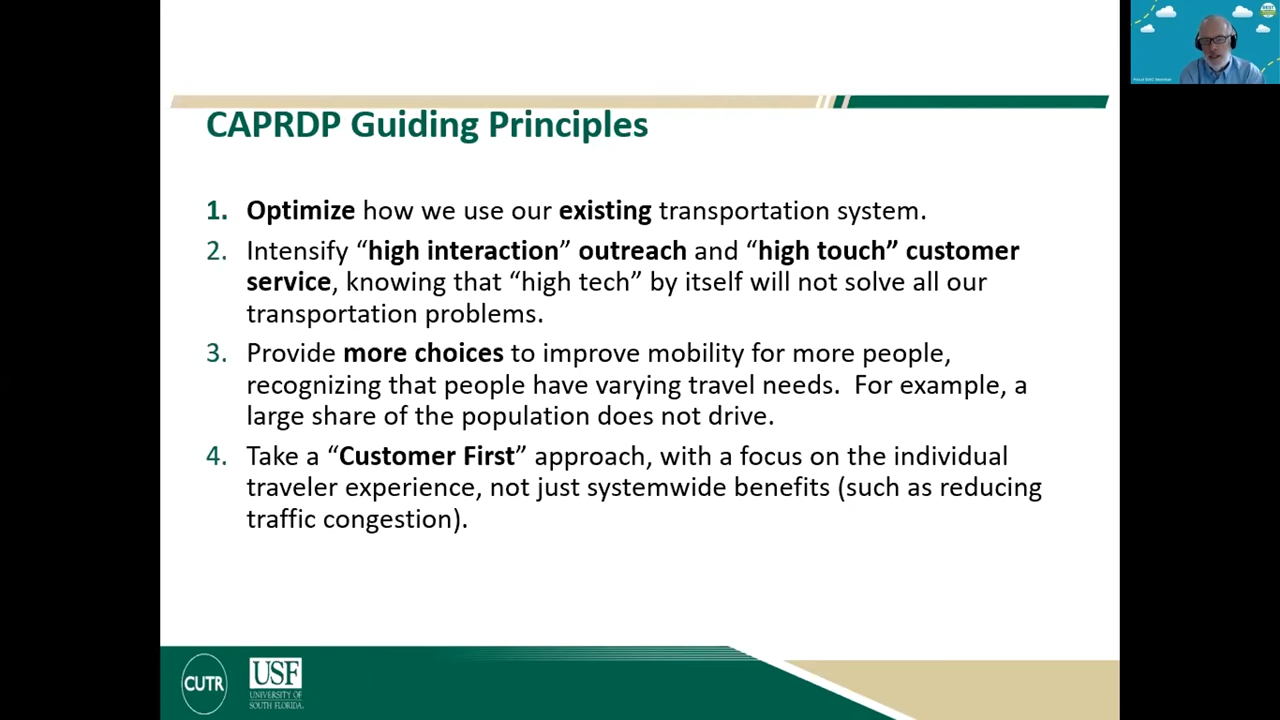 CAPRDP Guiding Principles
1. Optimize how we use our existing transportation system.
2. Intensify “high interaction” outreach and “high touch” customer
service, knowing that “high tech” by itself will not solve all our
transportation problems.
3. Provide more choices to improve mobility for more people,
recognizing that people have varying travel needs.  For example, a
large share of the population does not drive.
4. Take a “Customer First” approach, with a focus on the individual
traveler experience, not just systemwide benefits (such as reducing
traffic congestion).
CUTR
USF
UNIVERSITY OF
SOUTH FLORIDA